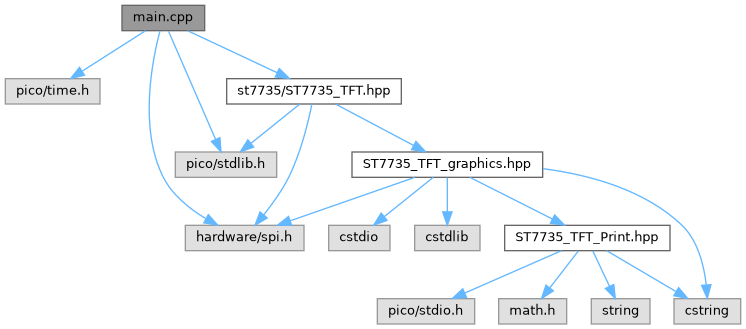 main.cpp
pico/time.h
st7735/ST7735_TFT.hpp
pico/stdlib.h
ST7735_TFT_graphics.hpp
hardware/spi.h
cstdio
cstdlib
ST7735_TFT_Print.hpp
pico/stdio.h
math.h
string
cstring